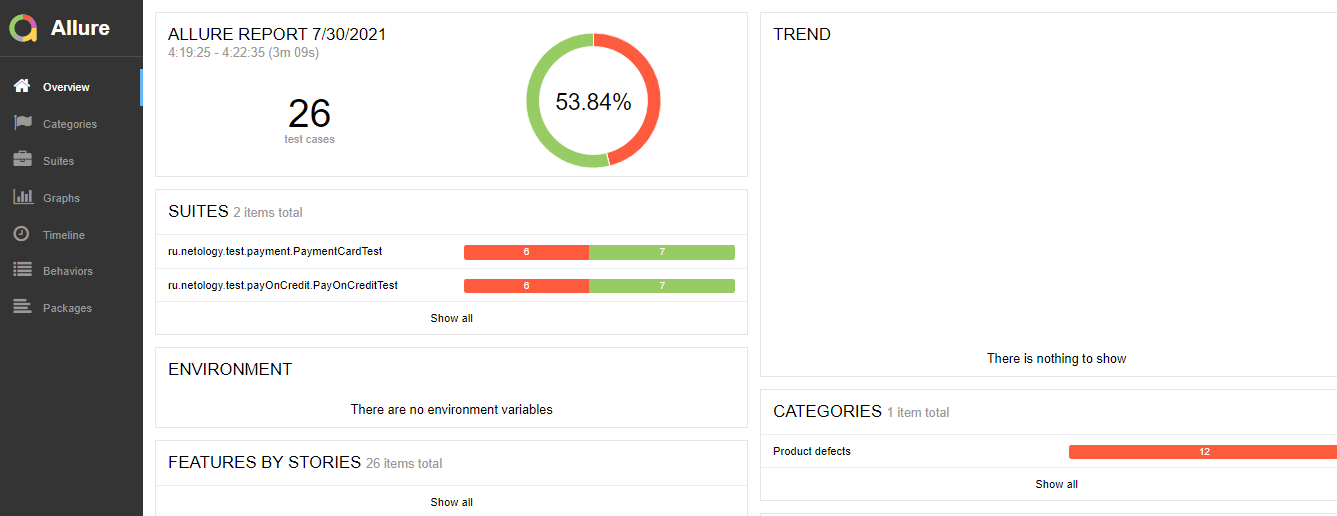 Allure
Overview
Categories
Suites
Graphs
Timeline
Behaviors
Packages
ALLURE REPORT 7/30/2021
4:19:25 - 4:22:35 (3m 09s)
26
test cases
53.84%
SUITES 2 items total
ru.netology.test.payment.PaymentCardTest 6 7
ru.netology.test.payOnCredit.PayOnCreditTest 6 7
Show all
ENVIRONMENT
There are no environment variables
FEATURES BY STORIES 26 items total
Show all
TREND
There is nothing to show
CATEGORIES 1 item total
Product defects 12
Show all